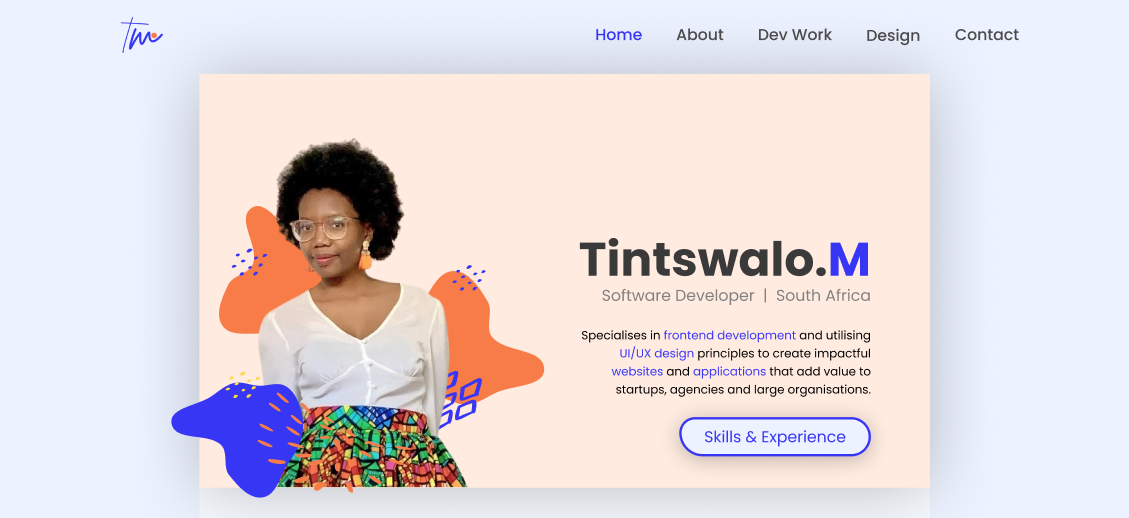 Tm
Home About Dev Work Design Contact
Tintswalo.M
Software Developer | South Africa
Specialises in frontend development and utilising
UI/UX design principles to create impactful
websites and applications that add value to
startups, agencies and large organisations.
Skills & Experience